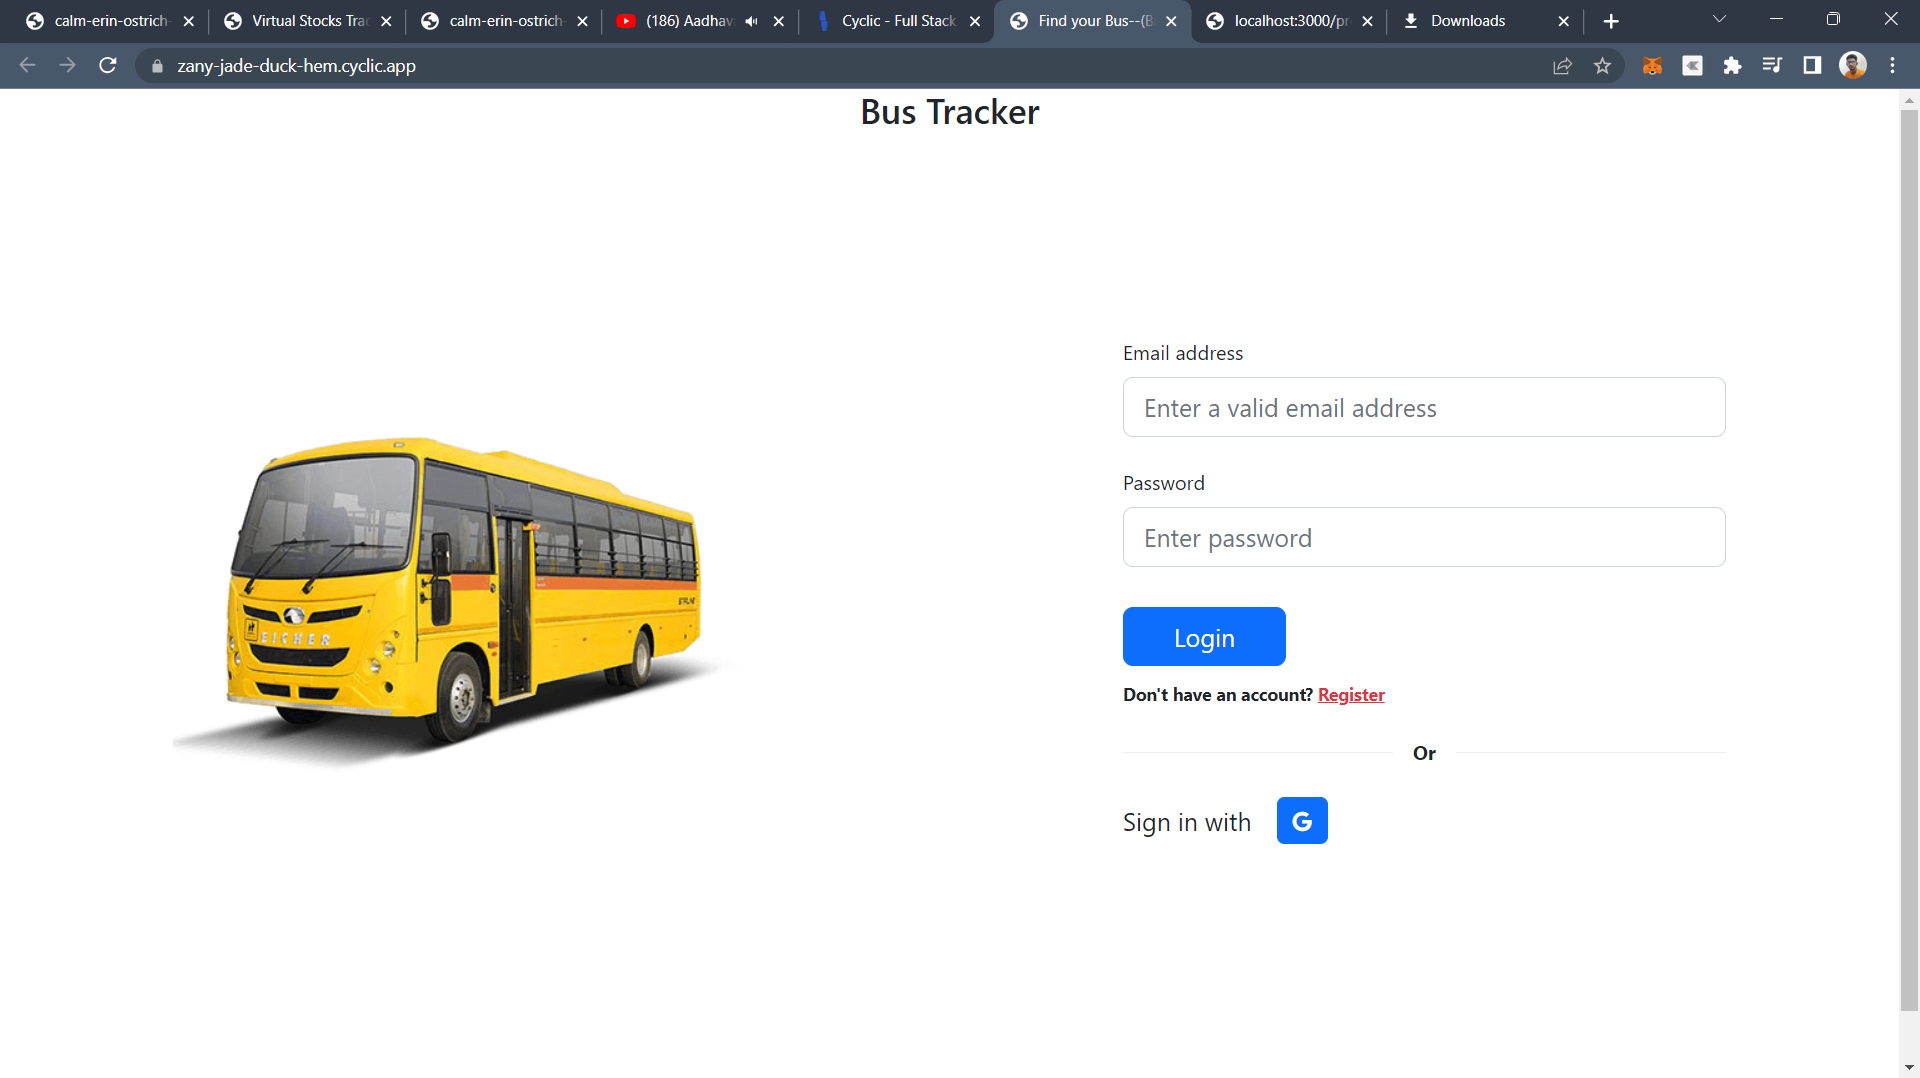 calm-erin-ostrich-
Virtual Stocks Trad
calm-erin-ostrich-
(186) Aadhav
Cyclic - Full Stack
Find your Bus--(B
localhost:3000/pr
Downloads
zany-jade-duck-hem.cyclic.app
Bus Tracker
Email address
Enter a valid email address
Password
Enter password
EICHER
Login
Don't have an account? Register
Or
Sign in with G